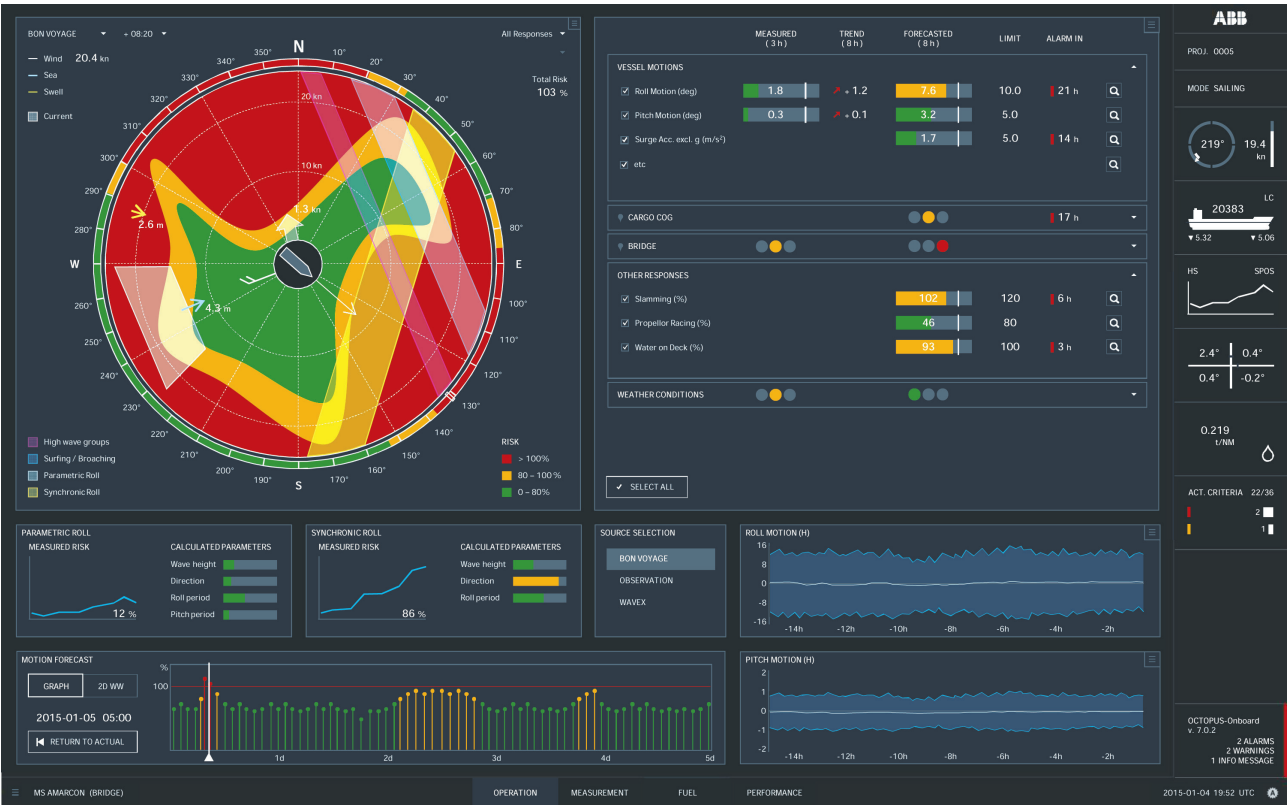 BON VOYAGE
+ 08:20
All Responses
Wind 20.4 kn
Sea
Swell
Current
Total Risk
103 %
N
10°
20°
30°
40°
50°
60°
70°
80°
E
100°
110°
120°
130°
140°
150°
160°
170°
S
190°
200°
210°
220°
230°
240°
250°
260°
W
280°
290°
300°
310°
320°
330°
340°
350°
20 kn
10 kn
1.3 kn
2.6 m
4.3 m
High wave groups
Surfing / Broaching
Parametric Roll
Synchronic Roll
RISK
> 100%
80 – 100 %
0 – 80%
MEASURED TREND FORECASTED LIMIT ALARM IN
(3h) (8h) (8h)
VESSEL MOTIONS
Roll Motion (deg) 1.8 + 1.2 7.6 10.0 21 h
Pitch Motion (deg) 0.3 + 0.1 3.2 5.0
Surge Acc. excl. g (m/s²) 1.7 5.0 14 h
etc
CARGO COG 17 h
BRIDGE
OTHER RESPONSES
Slamming (%) 102 120 6 h
Propellor Racing (%) 46 80
Water on Deck (%) 93 100 3 h
WEATHER CONDITIONS
SELECT ALL
ABB
PROJ. 0005
MODE SAILING
219° 19.4
kn
LC
20383
▼ 5.32 ▼ 5.06
HS SPOS
2.4° 0.4°
0.4° -0.2°
0.219
t/NM
ACT. CRITERIA 22/36
2
1
OCTOPUS-Onboard
v. 7.0.2
2 ALARMS
2 WARNINGS
1 INFO MESSAGE
PARAMETRIC ROLL
MEASURED RISK
12 %
CALCULATED PARAMETERS
Wave height
Direction
Roll period
Pitch period
SYNCHRONIC ROLL
MEASURED RISK
86 %
CALCULATED PARAMETERS
Wave height
Direction
Roll period
SOURCE SELECTION
BON VOYAGE
OBSERVATION
WAVEX
ROLL MOTION (H)
16
8
0
-8
-16
-14h -12h -10h -8h -6h -4h -2h
MOTION FORECAST
GRAPH 2D WW
2015-01-05 05:00
RETURN TO ACTUAL
%
100
1d 2d 3d 4d 5d
PITCH MOTION (H)
2
1
0
-1
-2
-14h -12h -10h -8h -6h -4h -2h
MS AMARCON (BRIDGE)
OPERATION MEASUREMENT FUEL PERFORMANCE
2015-01-04 19:52 UTC A